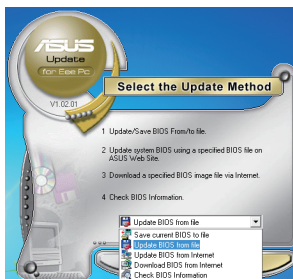 ASUS
Update
for Eee Pc
V1.02.01
Select the Update Method
1 Update/Save BIOS From/to file.
2 Update system BIOS using a specified BIOS file on
ASUS Web Site.
3 Download a specified BIOS image file via Internet.
4 Check BIOS Information.
Update BIOS from file
Save current BIOS to file
Update BIOS from file
Update BIOS from Internet
Download BIOS from Internet
Check BIOS Information